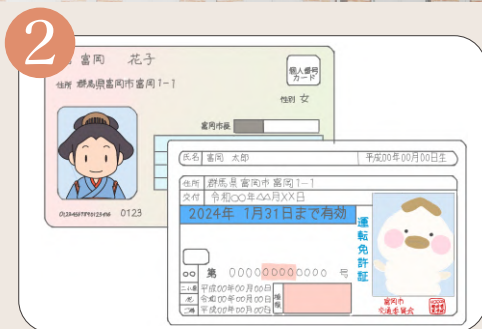 2
富岡 花子
個人番号
カード
住所 群馬県富岡市富岡1-1
性別 女
富岡市長
0123
氏名 富岡 太郎 平成00年00月00日生
住所 群馬県富岡市富岡1-1
交付 令和○○年△△月XX日
2024年 1月31日まで有効
運転免許証
第 000000000000 号
平成00年00月00日
令和00年00月00日
平成00年00月00日
種類
富岡市
交通委員会